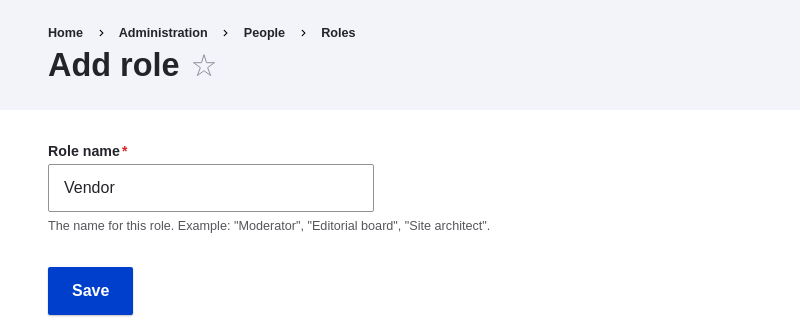 Home > Administration > People > Roles
Add role ☆
Role name*
Vendor
The name for this role. Example: "Moderator", "Editorial board", "Site architect".
Save